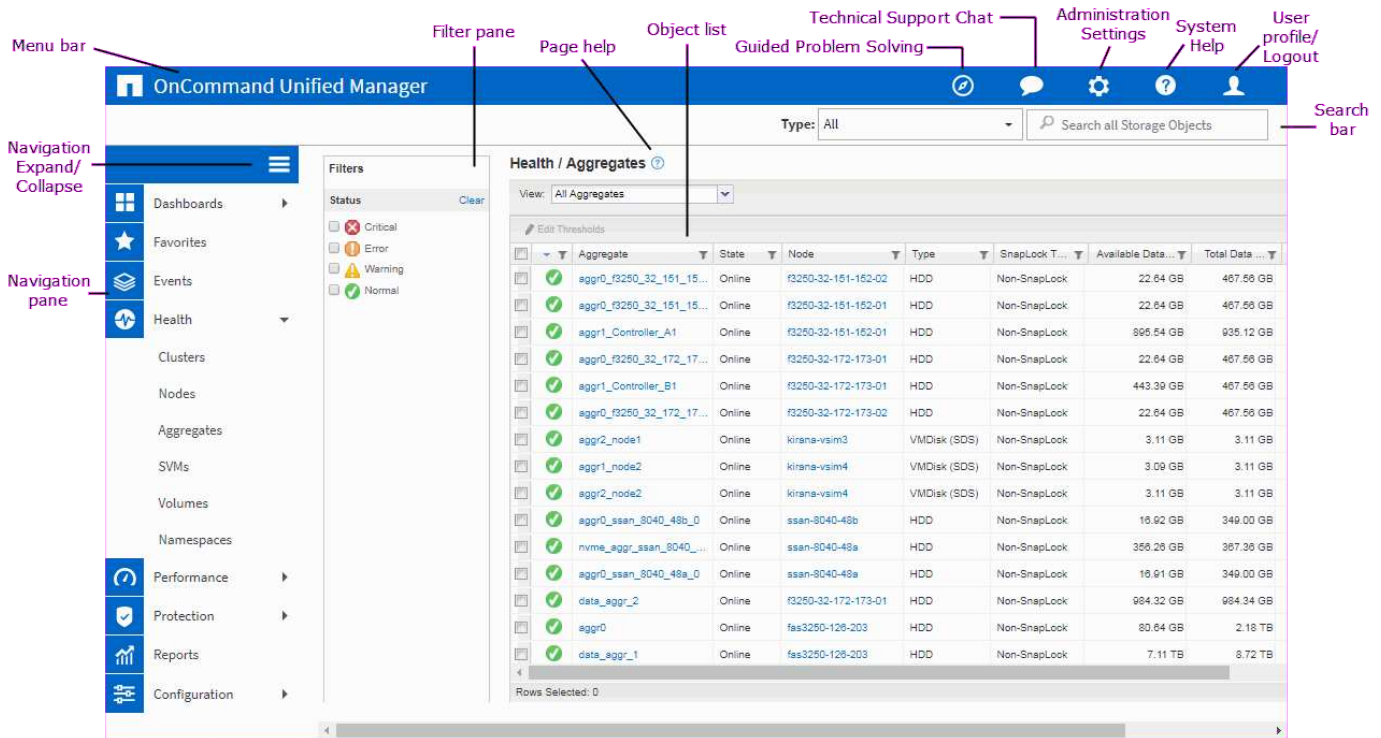 Menu bar
Filter pane
Page help
Object list
Technical Support Chat
Guided Problem Solving
Administration
Settings
System
Help
User
profile/
Logout
OnCommand Unified Manager
Type: All
Search all Storage Objects
Search
bar
Navigation
Expand/
Collapse
Navigation
pane
Dashboards
Favorites
Events
Health
Clusters
Nodes
Aggregates
SVMs
Volumes
Namespaces
Performance
Protection
Reports
Configuration
Filters
Status Clear
Critical
Error
Warning
Normal
Health / Aggregates
View: All Aggregates
Edit Thresholds
Aggregate State Node Type SnapLock T... Available Data... Total Data ...
aggr0_f3250_32_151_15... Online f3250-32-151-152-02 HDD Non-SnapLock 22.64 GB 467.56 GB
aggr0_f3250_32_151_15... Online f3250-32-151-152-01 HDD Non-SnapLock 22.64 GB 467.56 GB
aggr1_Controller_A1 Online f3250-32-151-152-01 HDD Non-SnapLock 895.54 GB 935.12 GB
aggr0_f3250_32_172_17... Online f3250-32-172-173-01 HDD Non-SnapLock 22.64 GB 467.56 GB
aggr1_Controller_B1 Online f3250-32-172-173-01 HDD Non-SnapLock 443.39 GB 467.56 GB
aggr0_f3250_32_172_17... Online f3250-32-172-173-02 HDD Non-SnapLock 22.64 GB 467.56 GB
aggr2_node1 Online kirana-vsim3 VMDisk (SDS) Non-SnapLock 3.11 GB 3.11 GB
aggr1_node2 Online kirana-vsim4 VMDisk (SDS) Non-SnapLock 3.09 GB 3.11 GB
aggr2_node2 Online kirana-vsim4 VMDisk (SDS) Non-SnapLock 3.11 GB 3.11 GB
aggr0_ssan_8040_48b_0 Online ssan-8040-48b HDD Non-SnapLock 16.92 GB 349.00 GB
nvme_aggr_ssan_8040_... Online ssan-8040-48a HDD Non-SnapLock 356.26 GB 367.36 GB
aggr0_ssan_8040_48a_0 Online ssan-8040-48a HDD Non-SnapLock 16.91 GB 349.00 GB
data_aggr_2 Online f3250-32-172-173-01 HDD Non-SnapLock 984.32 GB 984.34 GB
aggr0 Online fas3250-126-203 HDD Non-SnapLock 80.64 GB 2.18 TB
data_aggr_1 Online fas3250-126-203 HDD Non-SnapLock 7.11 TB 8.72 TB
Rows Selected: 0